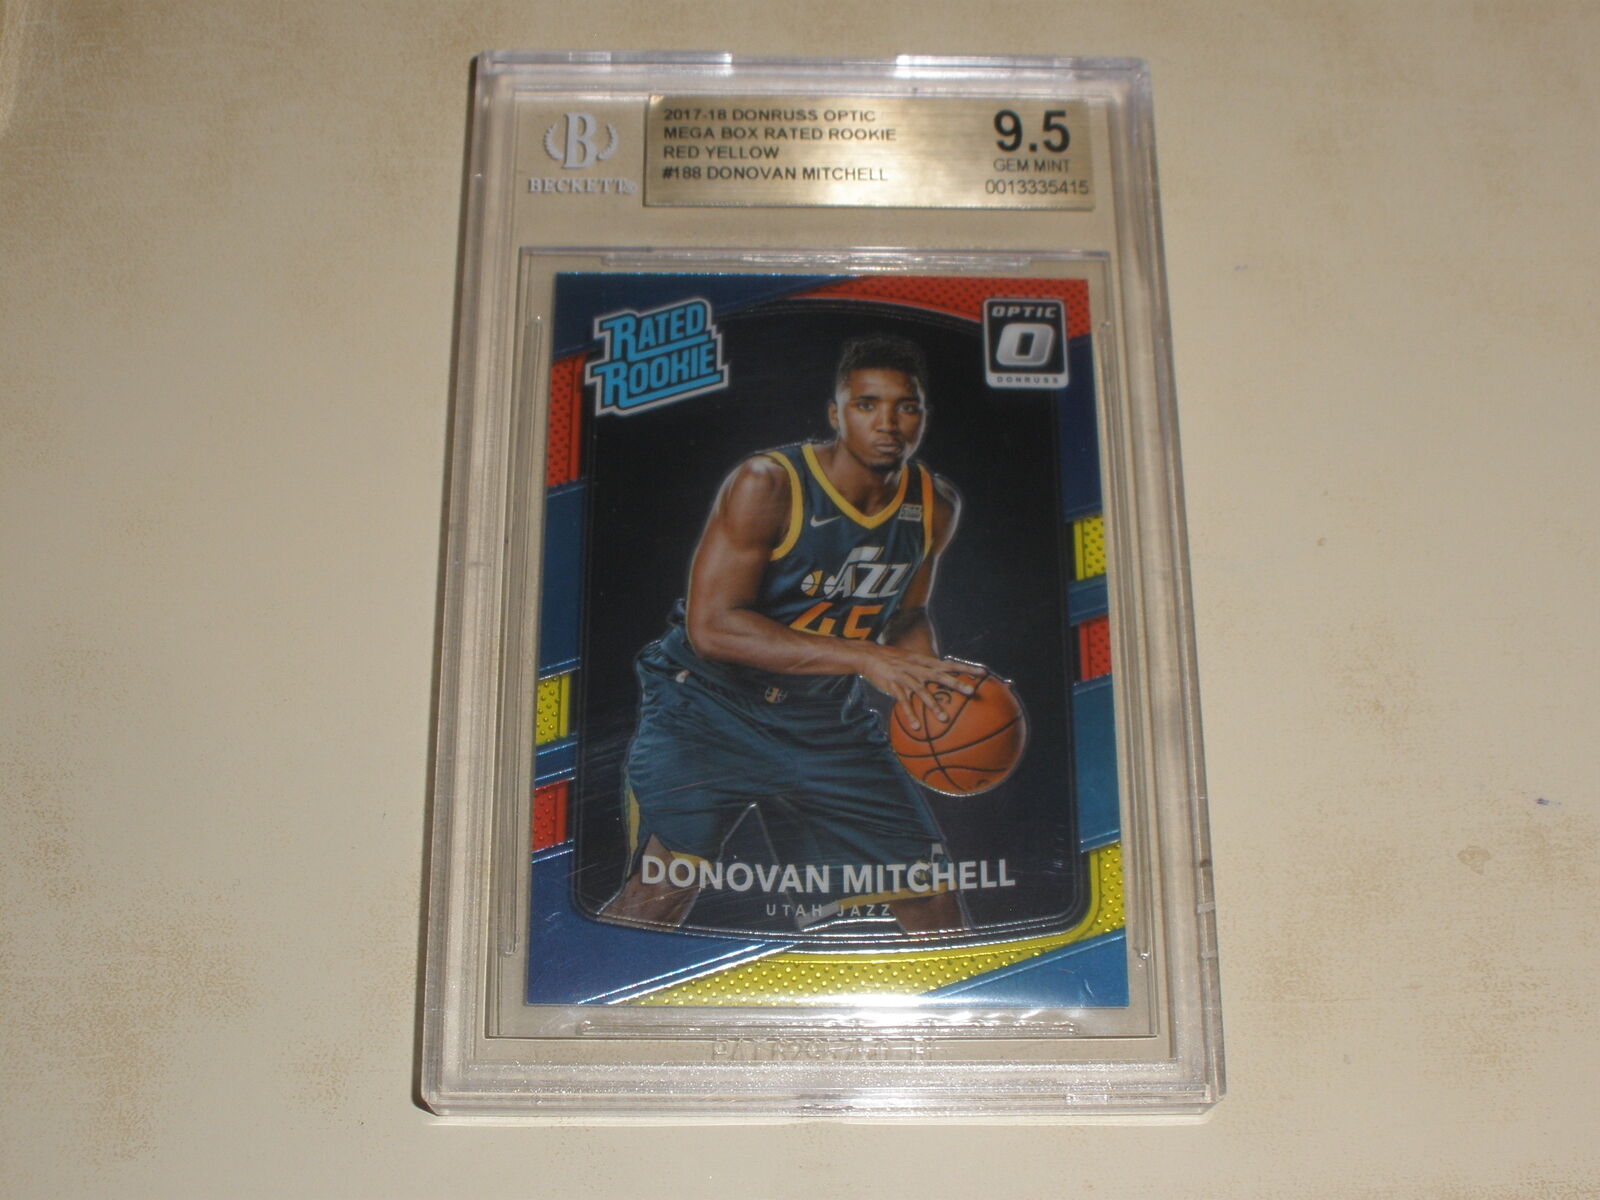 2017-18 DONRUSS OPTIC
MEGA BOX RATED ROOKIE
RED YELLOW
#188 DONOVAN MITCHELL
9.5
GEM MINT
0013335415
B
BECKETT®
RATED
ROOKIE
OPTIC
O
DONRUSS
JAZZ
45
DONOVAN MITCHELL
UTAH JAZZ